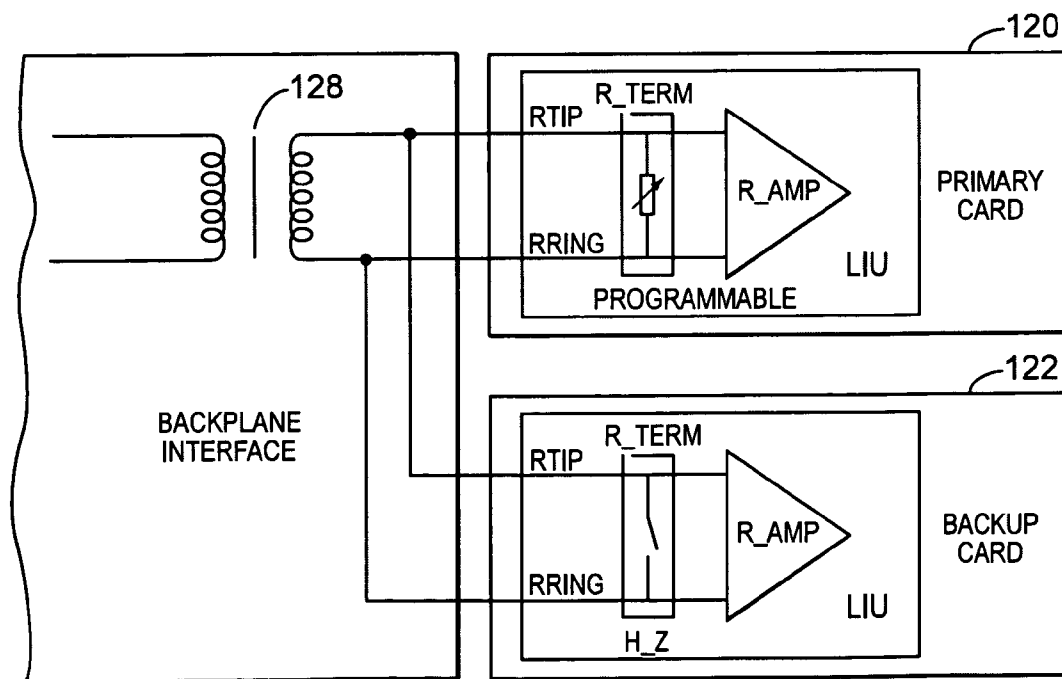 120
128
R_TERM
RTIP
R_AMP
PRIMARY
CARD
RRING
LIU
PROGRAMMABLE
122
BACKPLANE
INTERFACE
R_TERM
RTIP
R_AMP
BACKUP
CARD
RRING
LIU
H_Z